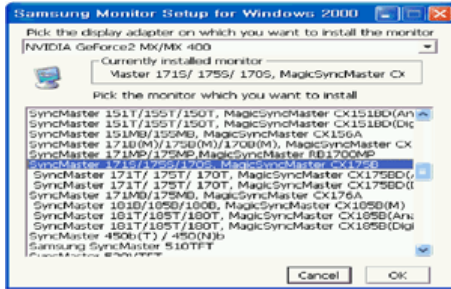 Samsung Monitor Setup for Windows 2000
Pick the display adapter on which you want to install the monitor
NVIDIA GeForce2 MX/MX 400
Currently installed monitor
Master 171S/ 175S/ 170S, MagicSyncMaster CX
Pick the monitor which you want to install
SyncMaster 151T/155T/150T, MagicSyncMaster CX151BD(An
SyncMaster 151T/155T/150T, MagicSyncMaster CX151BD(Dig
SyncMaster 151MB/155MB, MagicSyncMaster CX156A
SyncMaster 171B(M)/175B(M)/170B(M), MagicSyncMaster CX
SyncMaster 171MP/175MP,MagicSyncMaster RB1700MP
SyncMaster 171S/175S/170S, MagicSyncMaster CX175B
SyncMaster 171T/ 175T/ 170T, MagicSyncMaster CX175BD(
SyncMaster 171T/ 175T/ 170T, MagicSyncMaster CX175BD(
SyncMaster 171MB/175MB, MagicSyncMaster CX176A
SyncMaster 181B/185B/180B, MagicSyncMaster CX185B(M)
SyncMaster 181T/185T/180T, MagicSyncMaster CX185B(Ana
SyncMaster 181T/185T/180T, MagicSyncMaster CX185B(Digi
SyncMaster 450b(T) / 450(N)b
Samsung SyncMaster 510TFT
Cancel OK